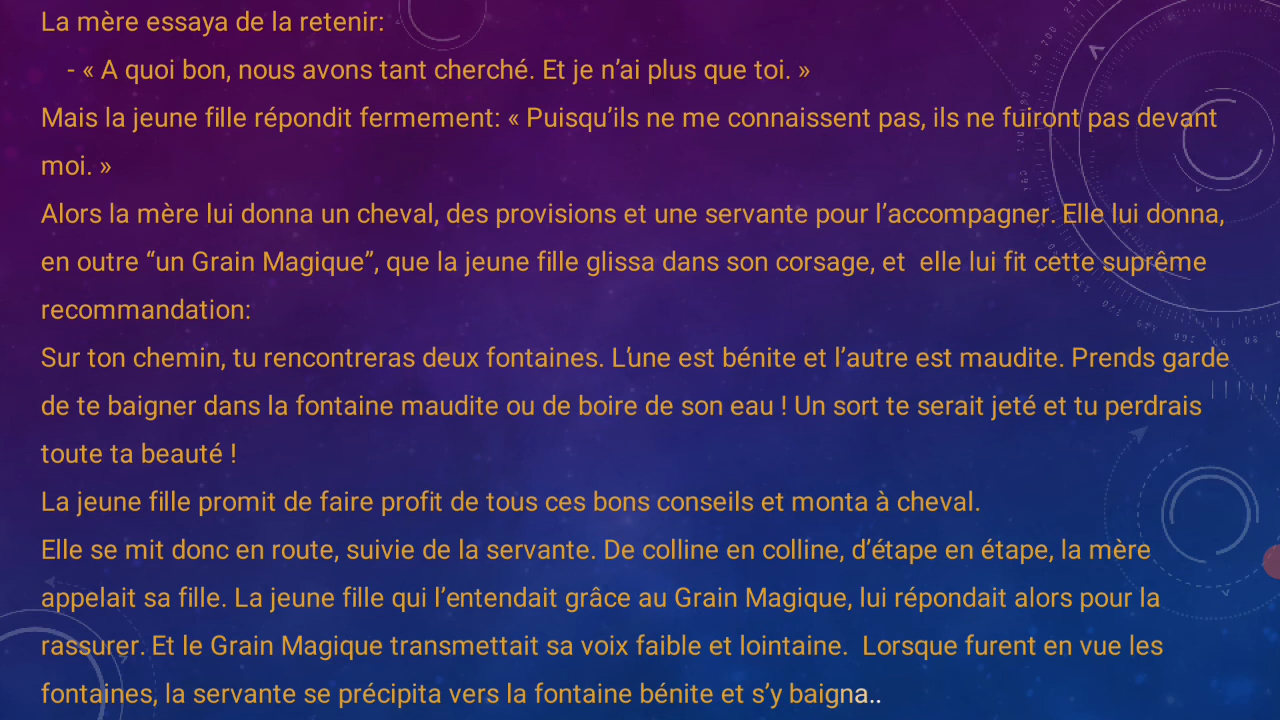 La mère essaya de la retenir:
- « A quoi bon, nous avons tant cherché. Et je n’ai plus que toi. »
Mais la jeune fille répondit fermement: « Puisqu’ils ne me connaissent pas, ils ne fuiront pas devant
moi. »
Alors la mère lui donna un cheval, des provisions et une servante pour l’accompagner. Elle lui donna,
en outre “un Grain Magique”, que la jeune fille glissa dans son corsage, et  elle lui fit cette suprême
recommandation:
Sur ton chemin, tu rencontreras deux fontaines. L’une est bénite et l’autre est maudite. Prends garde
de te baigner dans la fontaine maudite ou de boire de son eau ! Un sort te serait jeté et tu perdrais
toute ta beauté !
La jeune fille promit de faire profit de tous ces bons conseils et monta à cheval.
Elle se mit donc en route, suivie de la servante. De colline en colline, d’étape en étape, la mère
appelait sa fille. La jeune fille qui l’entendait grâce au Grain Magique, lui répondait alors pour la
rassurer. Et le Grain Magique transmettait sa voix faible et lointaine.  Lorsque furent en vue les
fontaines, la servante se précipita vers la fontaine bénite et s’y baigna..